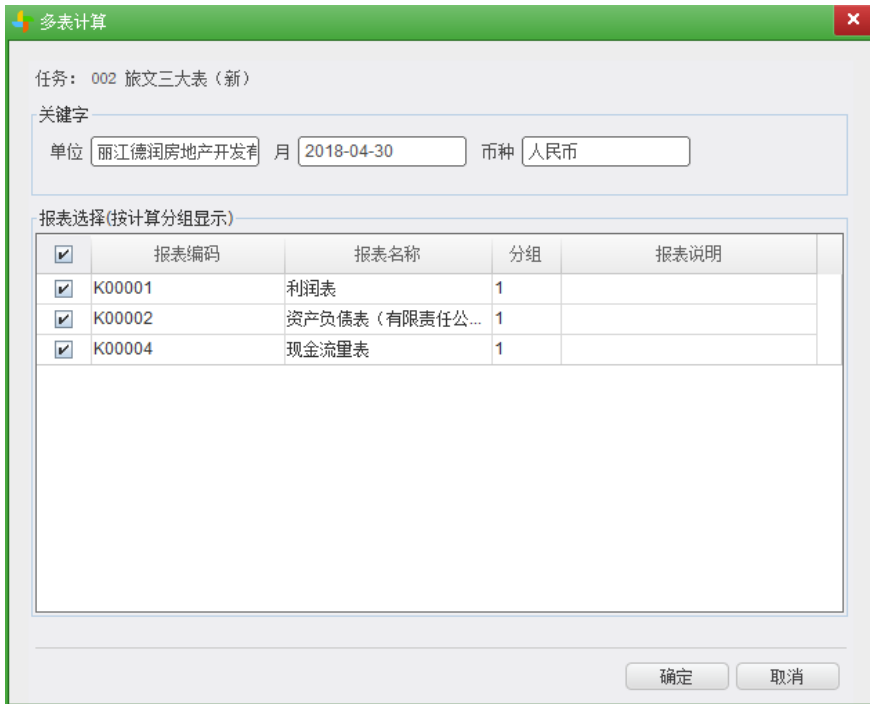 多表计算
任务: 002 旅文三大表（新）
关键字
单位 丽江德润房地产开发有 月 2018-04-30 币种 人民币
报表选择(按计算分组显示)
报表编码 报表名称 分组 报表说明
K00001 利润表 1
K00002 资产负债表（有限责任公... 1
K00004 现金流量表 1
确定 取消